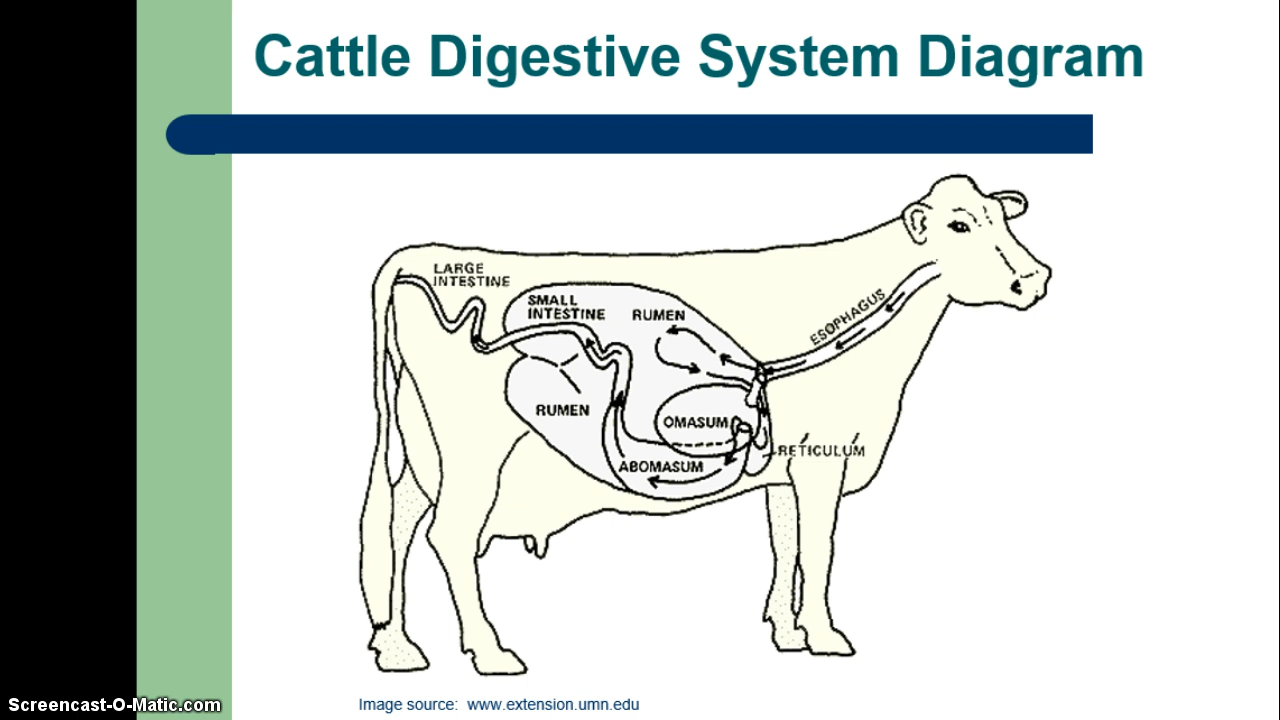 Cattle Digestive System Diagram
LARGE
INTESTINE
SMALL
INTESTINE
RUMEN
ESOPHAGUS
RUMEN
OMASUM
RETICULUM
ABOMASUM
Image source: www.extension.umn.edu
Screencast-O-Matic.com